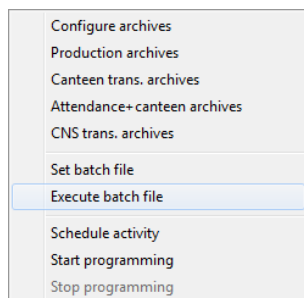 Configure archives
Production archives
Canteen trans. archives
Attendance+canteen archives
CNS trans. archives
Set batch file
Execute batch file
Schedule activity
Start programming
Stop programming